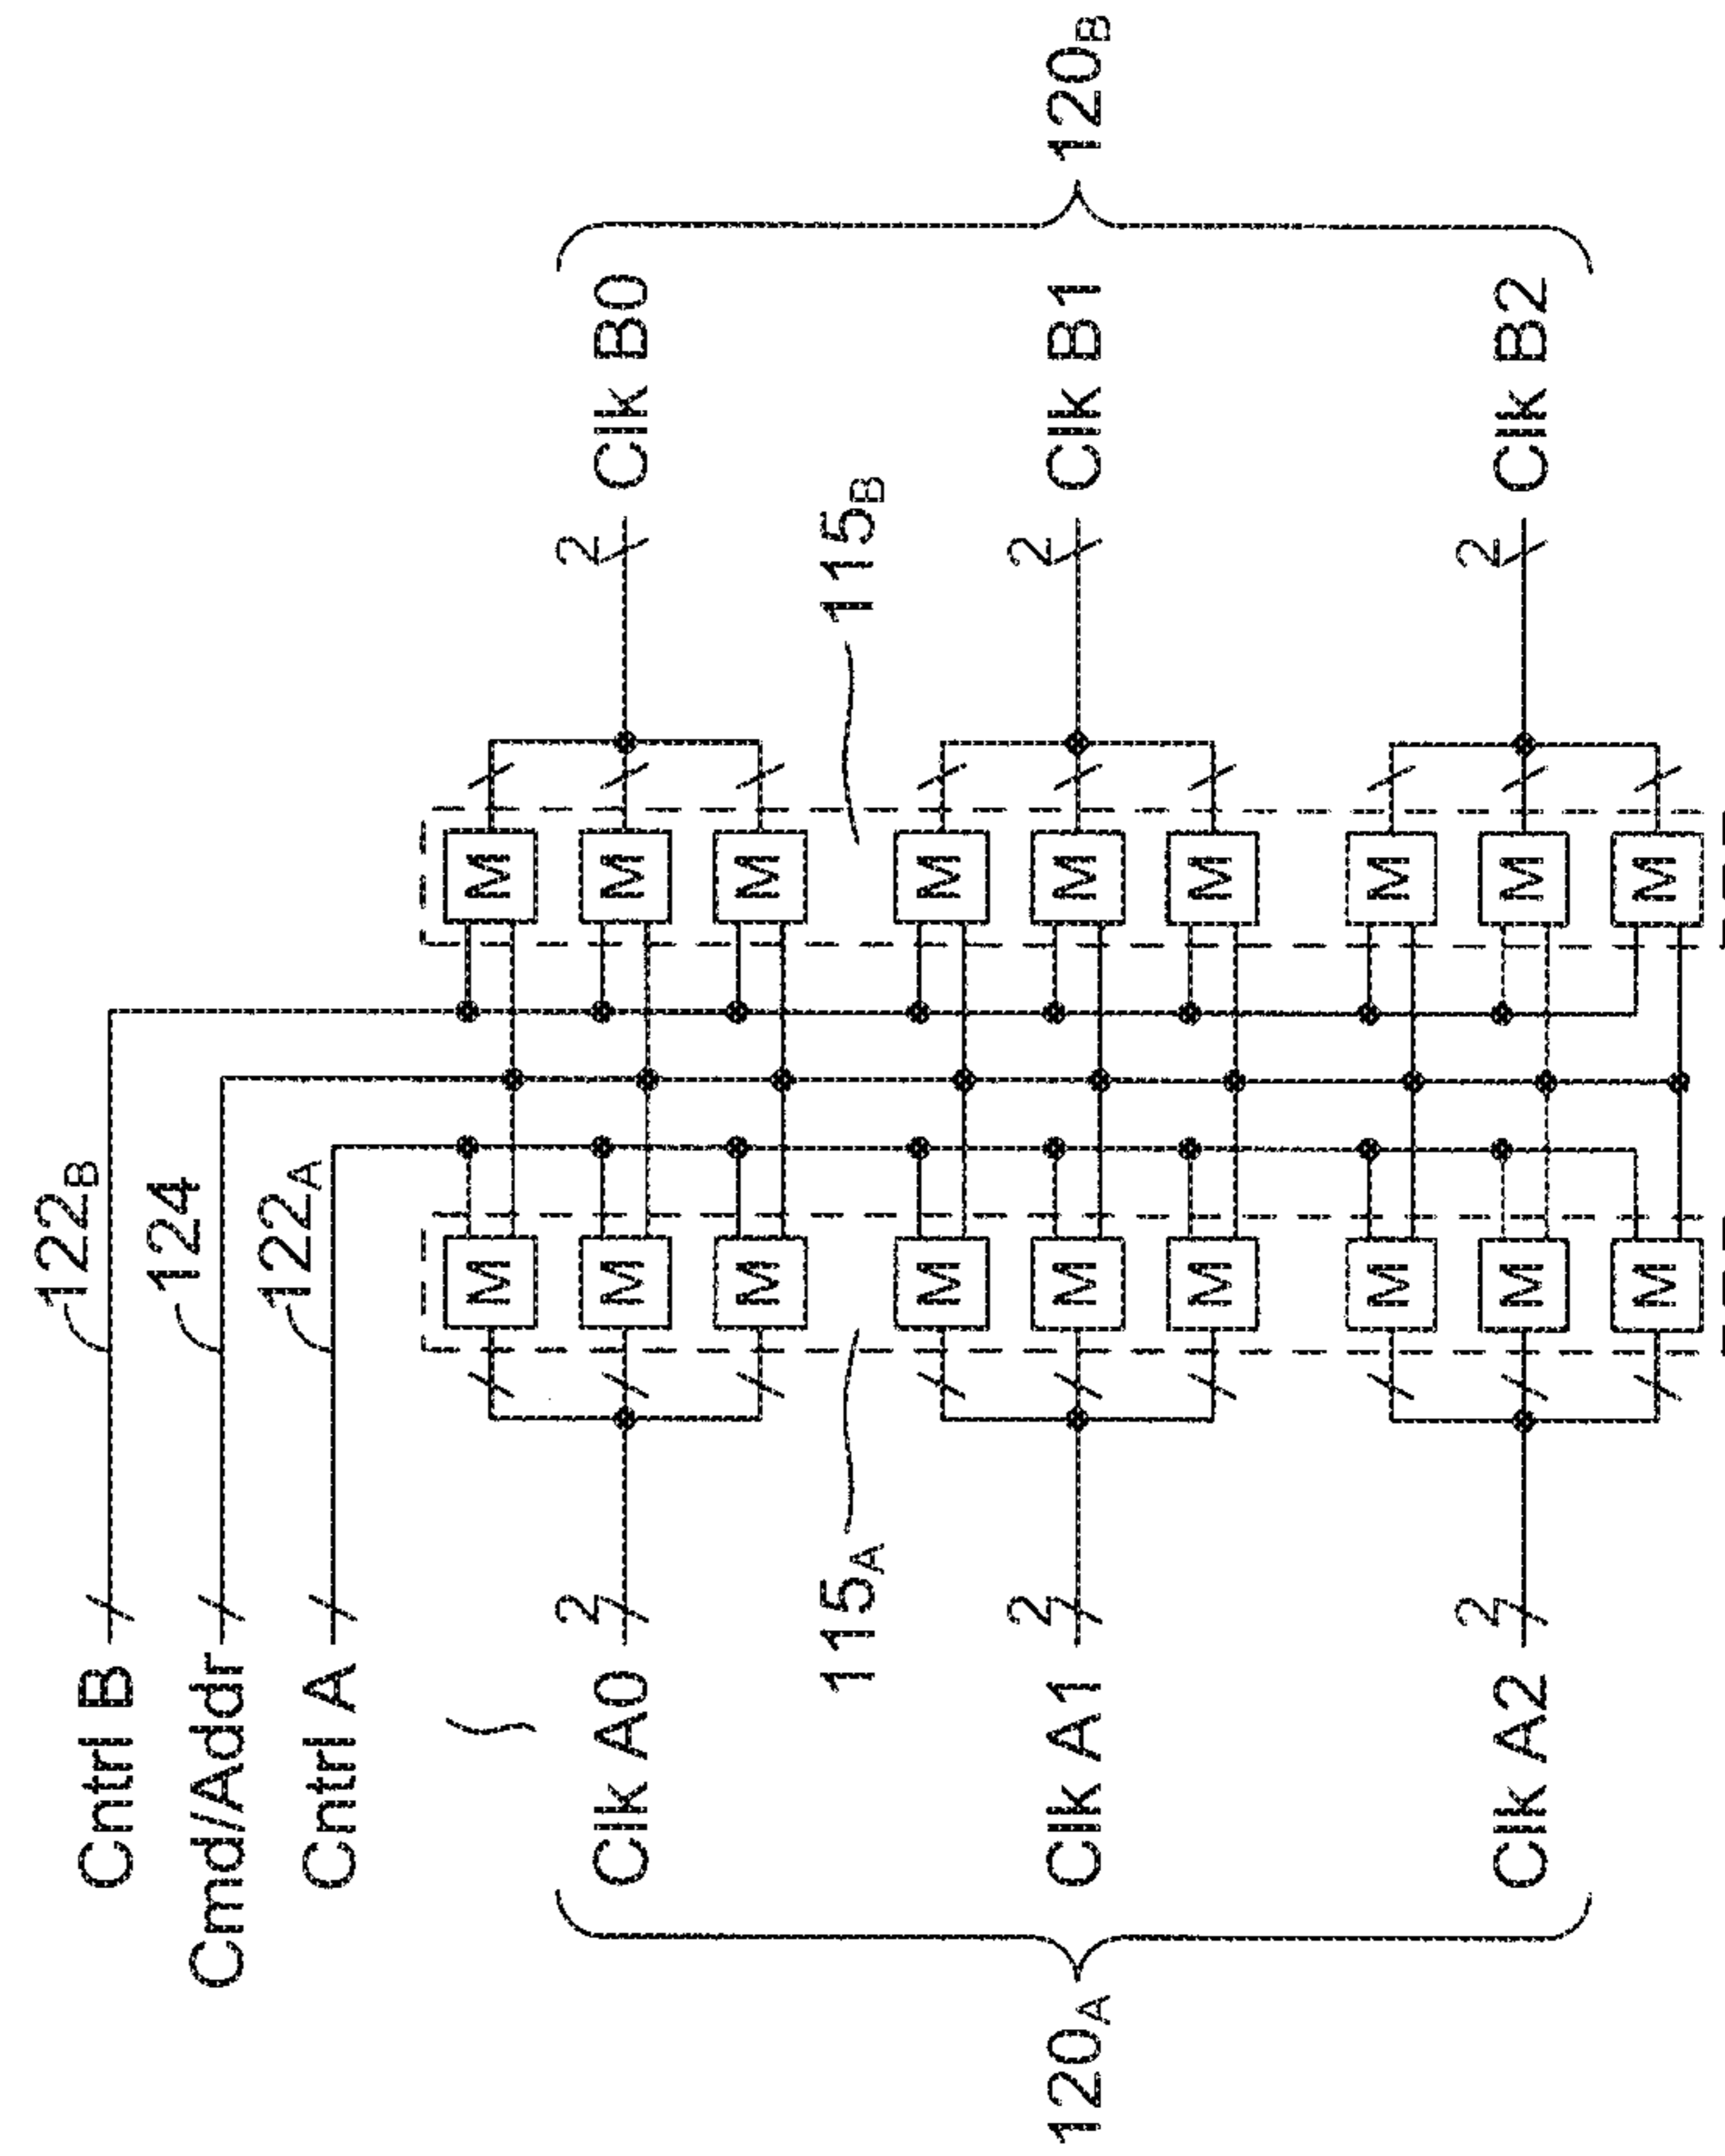 122B
Cntrl B
124
Cmd/Addr
122A
Cntrl A
M M
2 2
Clk A0 M M Clk B0
M M
115A 115B
M M
2 2
120A Clk A1 M M Clk B1 120B
M M
M M
2 2
Clk A2 M M Clk B2
M M